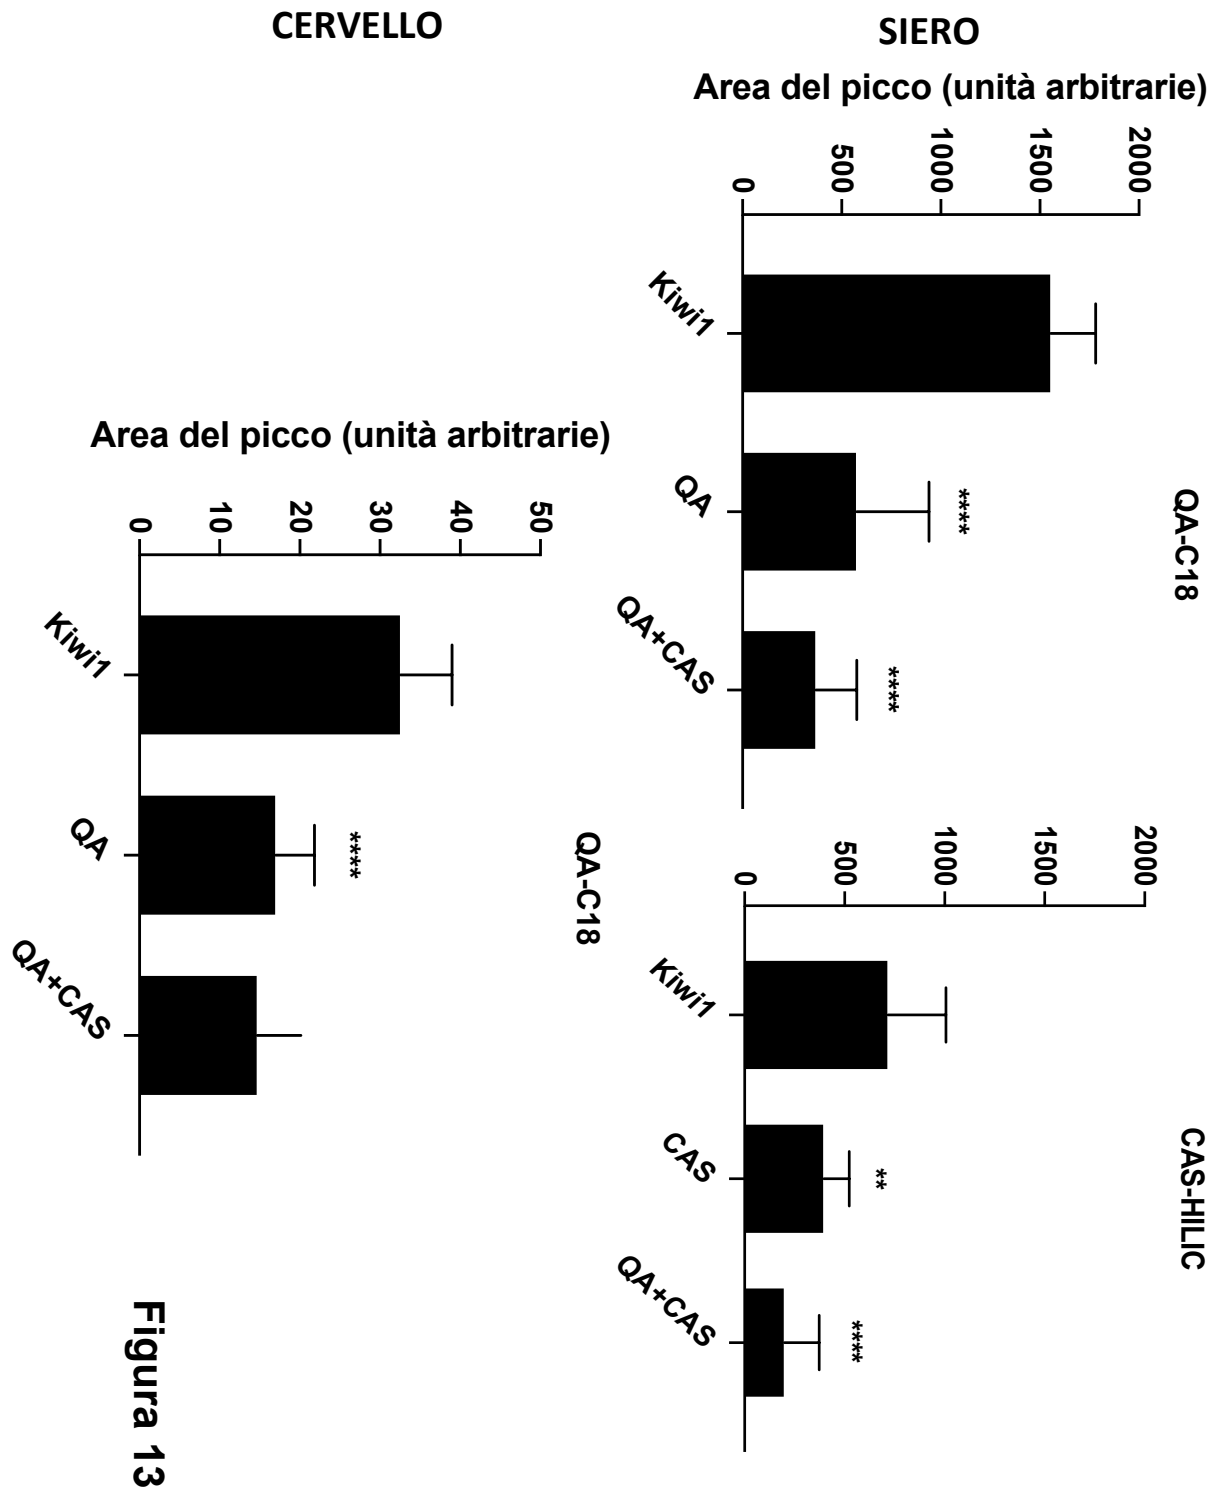 SIERO
QA-C18
Area del picco (unità arbitrarie)
2000
1500
1000
500
0
****
****
Kiwi1
QA
QA+CAS
CAS-HILIC
2000
1500
1000
500
0
**
****
Kiwi1
CAS
QA+CAS
CERVELLO
QA-C18
Area del picco (unità arbitrarie)
50
40
30
20
10
0
****
Kiwi1
QA
QA+CAS
Figura 13